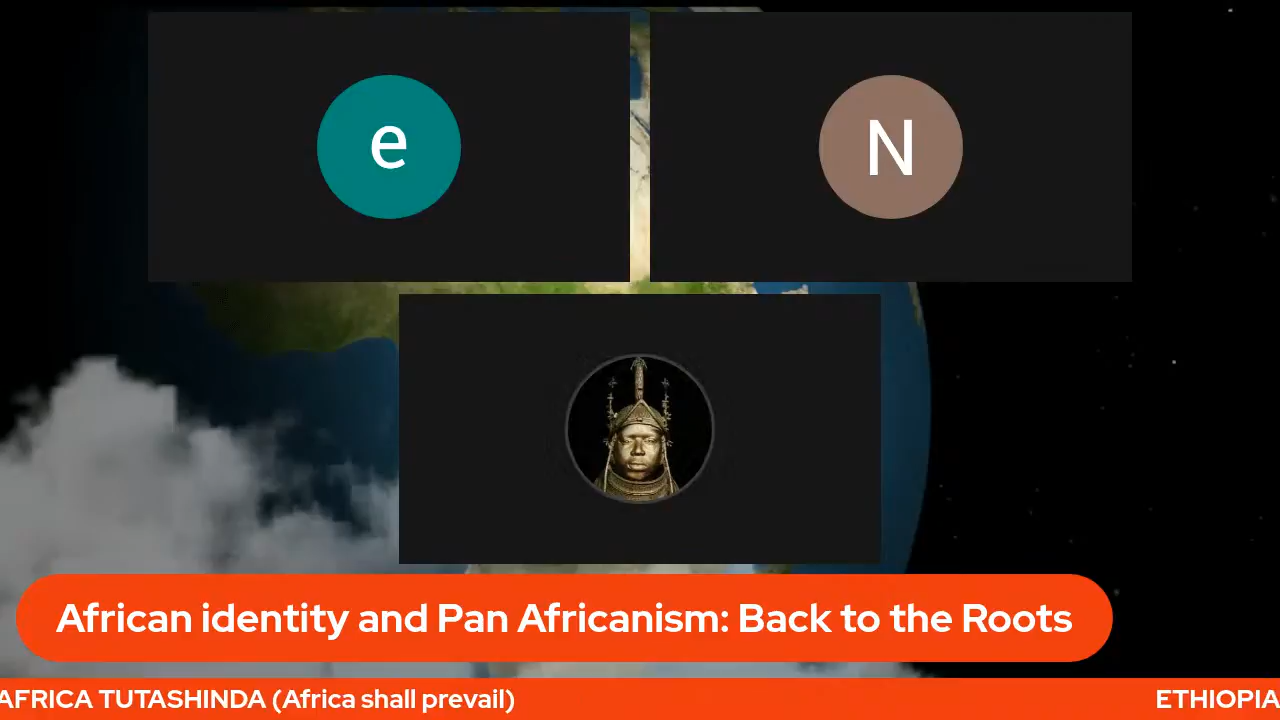 e
N
African identity and Pan Africanism: Back to the Roots
AFRICA TUTASHINDA (Africa shall prevail)
ETHIOPIA